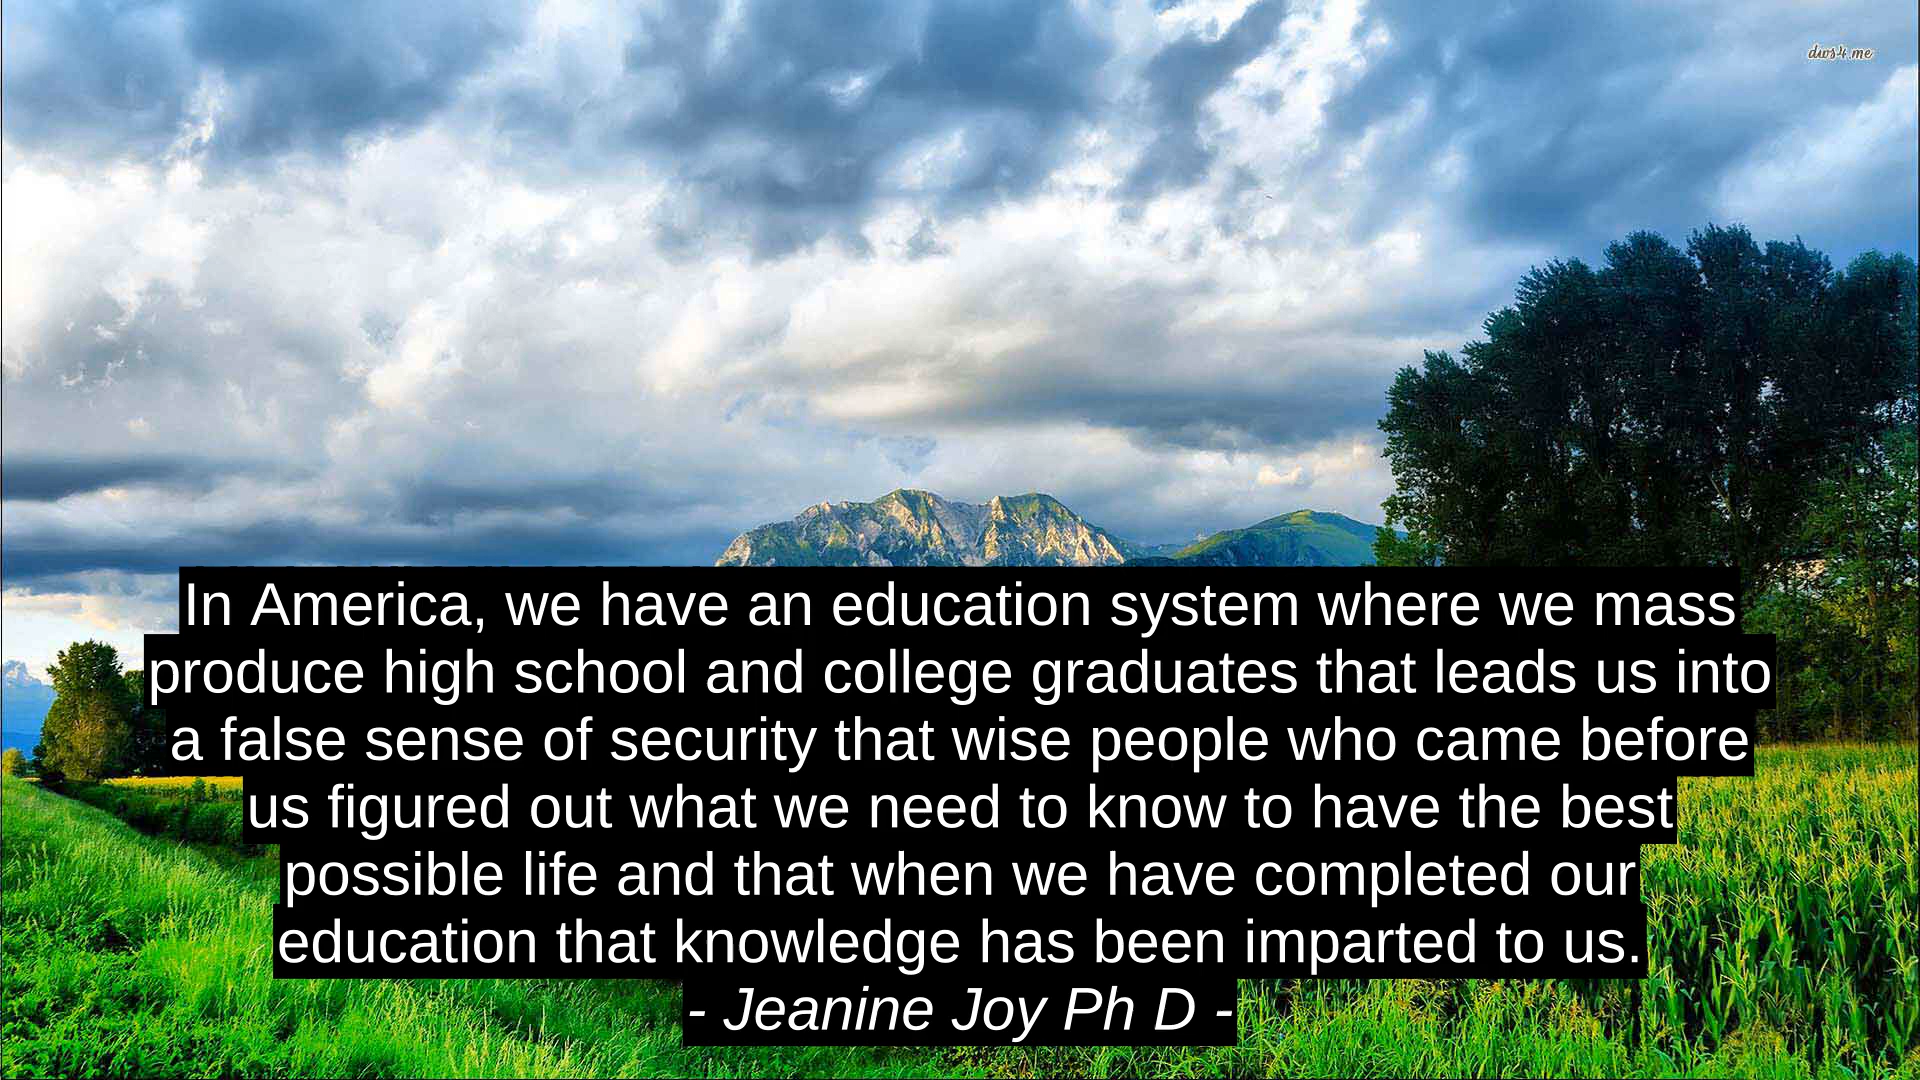 dws4.me
In America, we have an education system where we mass
produce high school and college graduates that leads us into
a false sense of security that wise people who came before
us figured out what we need to know to have the best
possible life and that when we have completed our
education that knowledge has been imparted to us.
- Jeanine Joy Ph D -